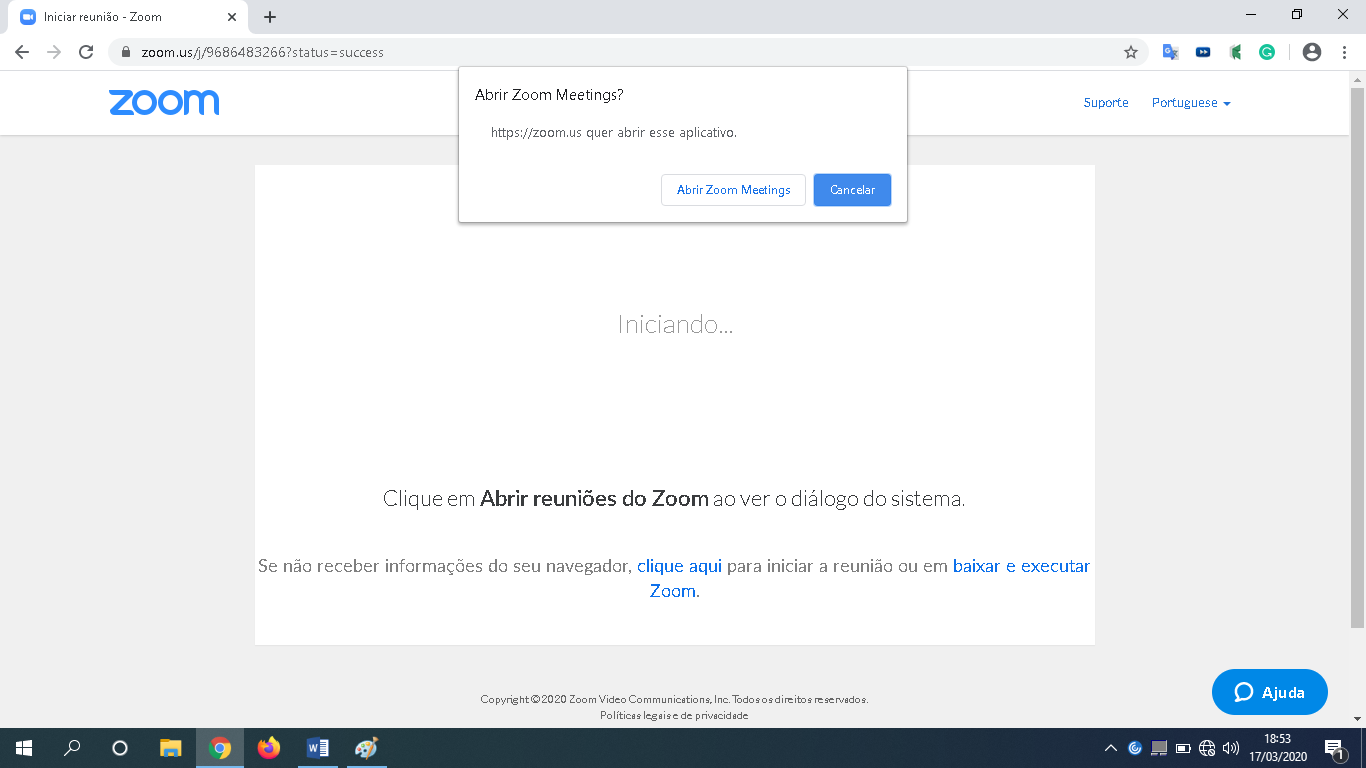 Iniciar reunião - Zoom
zoom.us/j/9686483266?status=success
zoom
Suporte
Portuguese
Abrir Zoom Meetings?
https://zoom.us quer abrir esse aplicativo.
Abrir Zoom Meetings
Cancelar
Iniciando...
Clique em Abrir reuniões do Zoom ao ver o diálogo do sistema.
Se não receber informações do seu navegador, clique aqui para iniciar a reunião ou em baixar e executar
Zoom.
Copyright ©2020 Zoom Video Communications, Inc. Todos os direitos reservados.
Políticas legais e de privacidade
Ajuda
18:53
17/03/2020
1